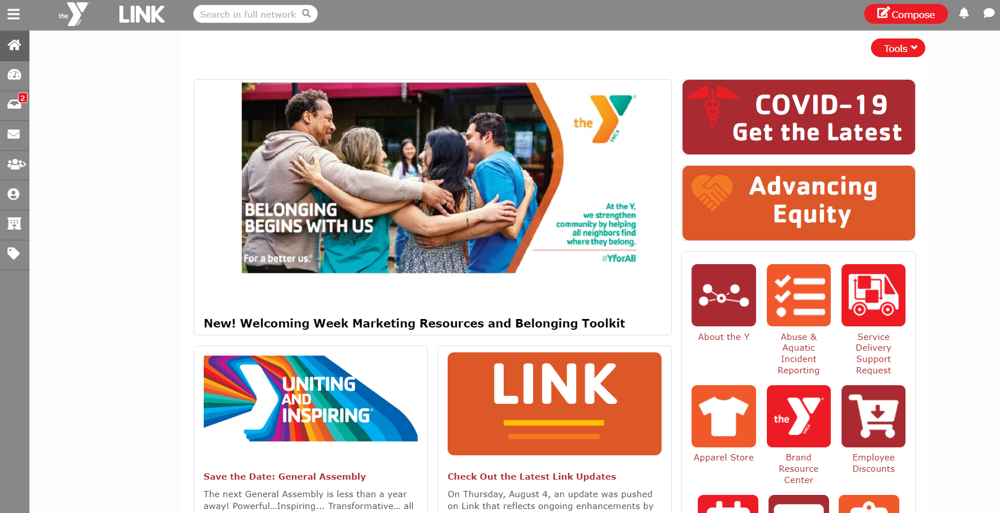 the
LINK
Search in full network
Compose
Tools
2
the
YMCA
BELONGING
BEGINS WITH US
For a better us.®
At the Y,
we strengthen
community by helping
all neighbors find
where they belong.
#YforAll
New! Welcoming Week Marketing Resources and Belonging Toolkit
COVID-19
Get the Latest
Advancing
Equity
About the Y
Abuse &
Aquatic
Incident
Reporting
Service
Delivery
Support
Request
the
YMCA
Apparel Store
Brand
Resource
Center
Employee
Discounts
UNITING
AND
INSPIRING®
Save the Date: General Assembly
The next General Assembly is less than a year
away! Powerful...Inspiring... Transformative... all
LINK
Check Out the Latest Link Updates
On Thursday, August 4, an update was pushed
on Link that reflects ongoing enhancements by